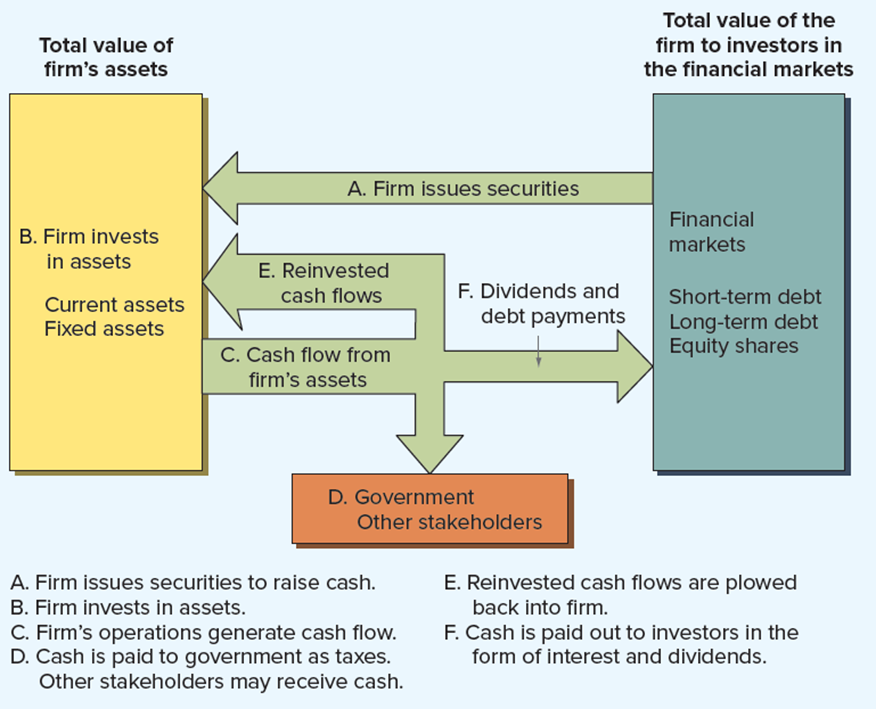 Total value of
firm's assets
Total value of the
firm to investors in
the financial markets
A. Firm issues securities
B. Firm invests
in assets
Current assets
Fixed assets
E. Reinvested
cash flows
C. Cash flow from
firm's assets
F. Dividends and
debt payments
Financial
markets
Short-term debt
Long-term debt
Equity shares
D. Government
Other stakeholders
A. Firm issues securities to raise cash.
B. Firm invests in assets.
C. Firm's operations generate cash flow.
D. Cash is paid to government as taxes.
Other stakeholders may receive cash.
E. Reinvested cash flows are plowed
back into firm.
F. Cash is paid out to investors in the
form of interest and dividends.